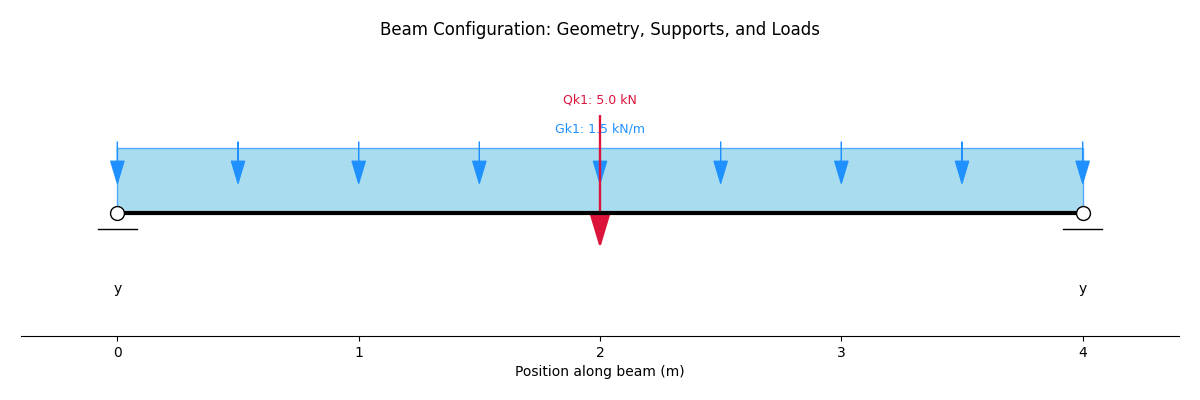 Beam Configuration: Geometry, Supports, and Loads
Qk1: 5.0 kN
Gk1: 1.5 kN/m
y y
0 1 2 3 4
Position along beam (m)